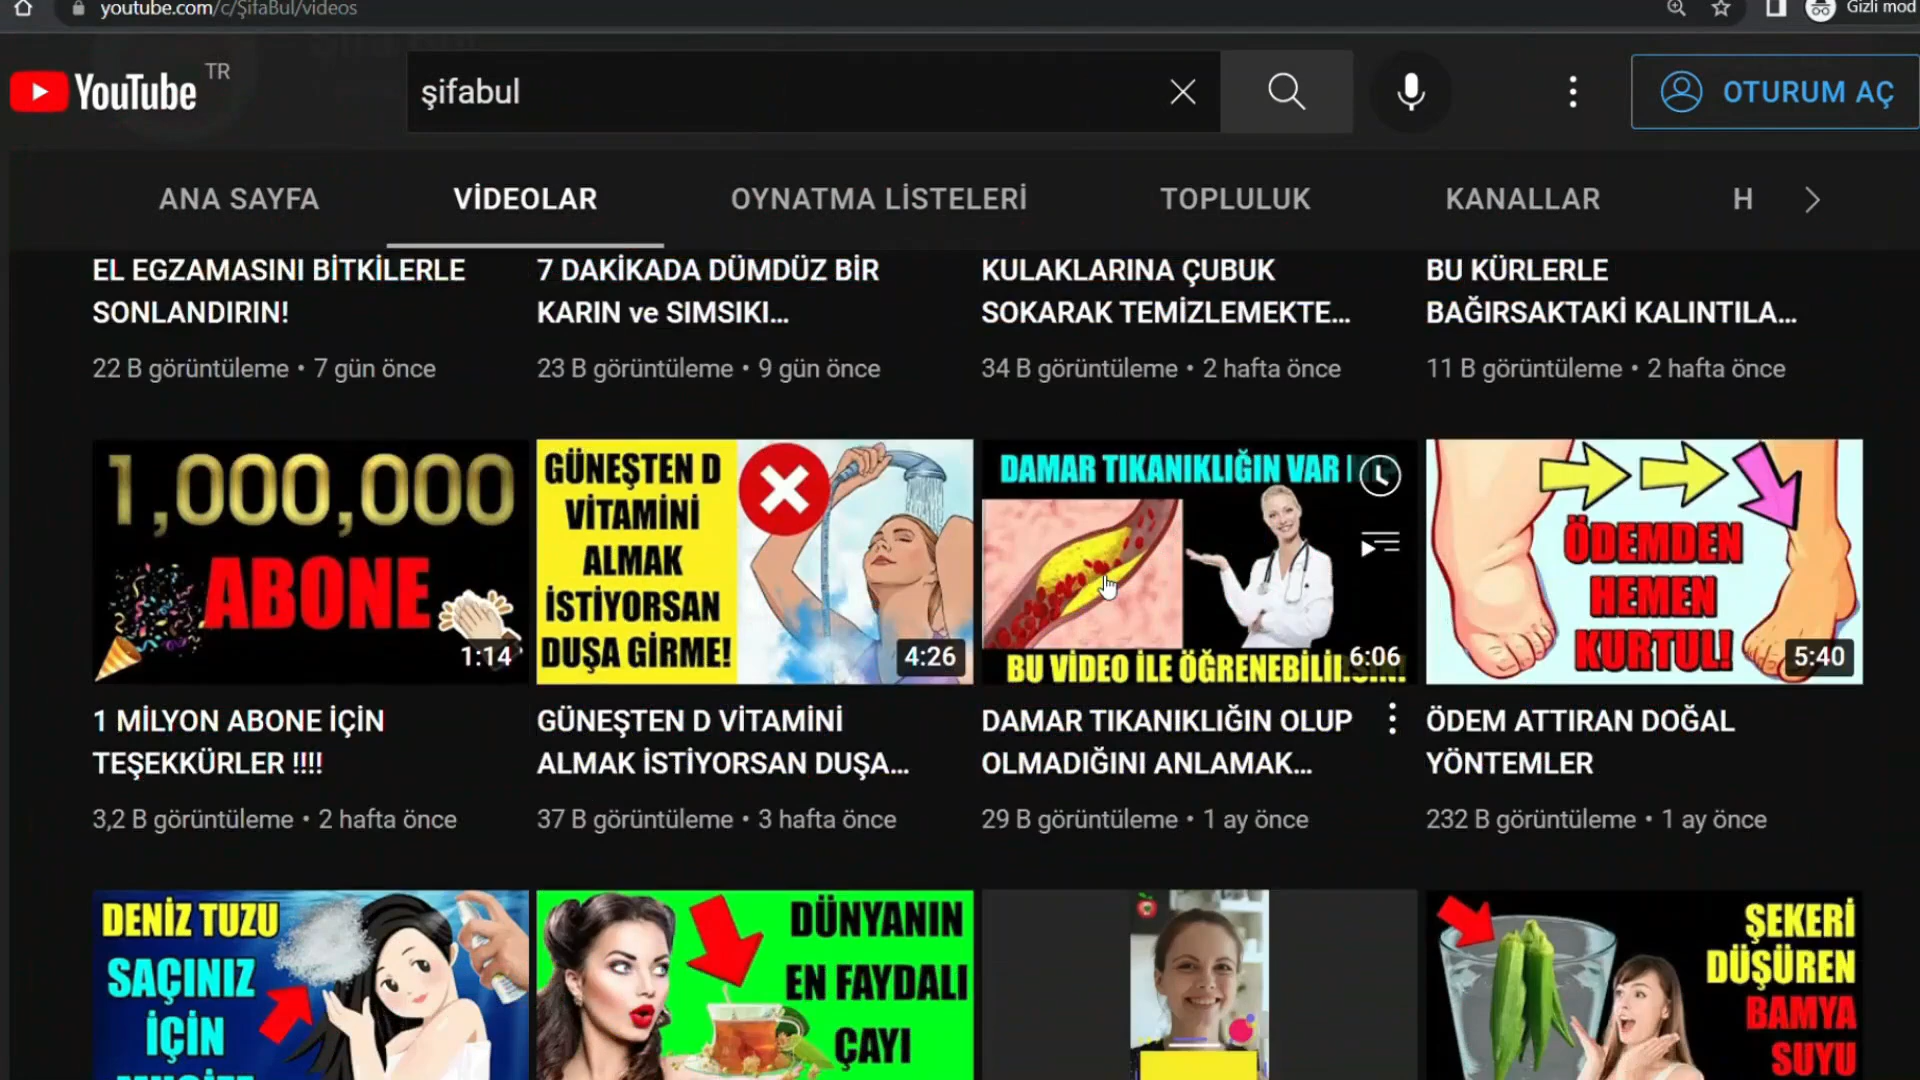 youtube.com/c/ŞifaBul/videos
Gizli mod
YouTube TR
şifabul
OTURUM AÇ
ANA SAYFA
VİDEOLAR
OYNATMA LİSTELERİ
TOPLULUK
KANALLAR
H
EL EGZAMASINI BİTKİLERLE
SONLANDIRIN!
22 B görüntüleme • 7 gün önce
7 DAKİKADA DÜMDÜZ BİR
KARIN ve SIMSIKI...
23 B görüntüleme • 9 gün önce
KULAKLARINA ÇUBUK
SOKARAK TEMİZLEMEKTE...
34 B görüntüleme • 2 hafta önce
BU KÜRLERLE
BAĞIRSAKTAKİ KALINTILA...
11 B görüntüleme • 2 hafta önce
1,000,000
ABONE
1:14
1 MİLYON ABONE İÇİN
TEŞEKKÜRLER !!!!
3,2 B görüntüleme • 2 hafta önce
GÜNEŞTEN D
VİTAMİNİ
ALMAK
İSTİYORSAN
DUŞA GİRME!
4:26
GÜNEŞTEN D VİTAMİNİ
ALMAK İSTİYORSAN DUŞA...
37 B görüntüleme • 3 hafta önce
DAMAR TIKANIKLIĞIN VAR
BU VİDEO İLE
6:06
DAMAR TIKANIKLIĞIN OLUP
OLMADIĞINI ANLAMAK...
29 B görüntüleme • 1 ay önce
ÖDEMDEN
HEMEN
KURTUL!
5:40
ÖDEM ATTIRAN DOĞAL
YÖNTEMLER
232 B görüntüleme • 1 ay önce
DENİZ TUZU
SAÇINIZ
İÇİN
DÜNYANIN
EN FAYDALI
ÇAYI
ŞEKERİ
DÜŞÜREN
BAMYA
SUYU